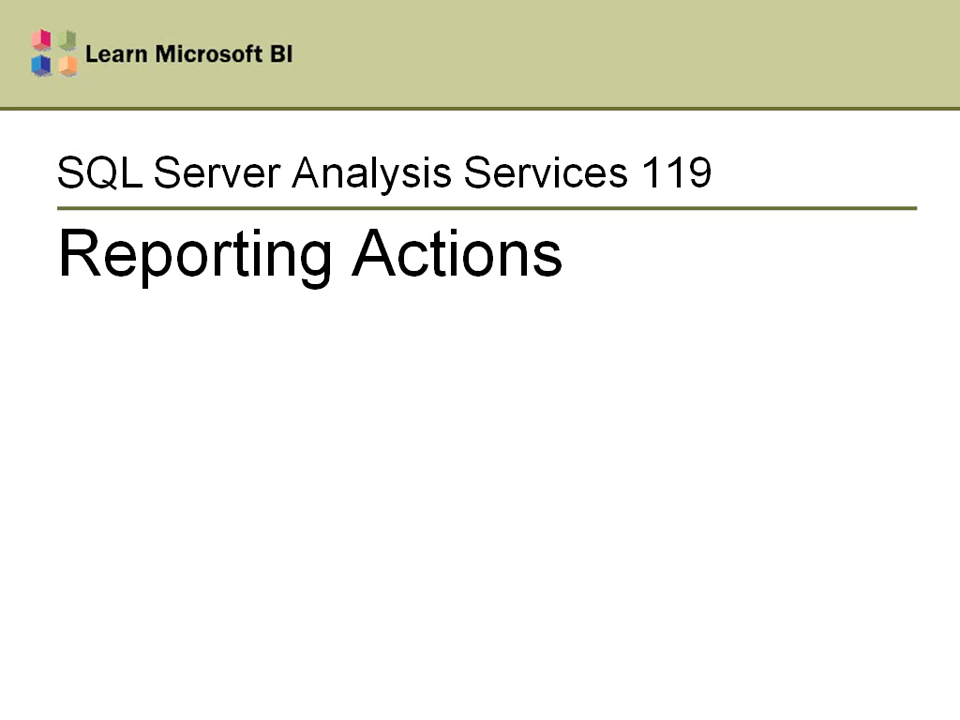 Learn Microsoft BI
SQL Server Analysis Services 119
Reporting Actions